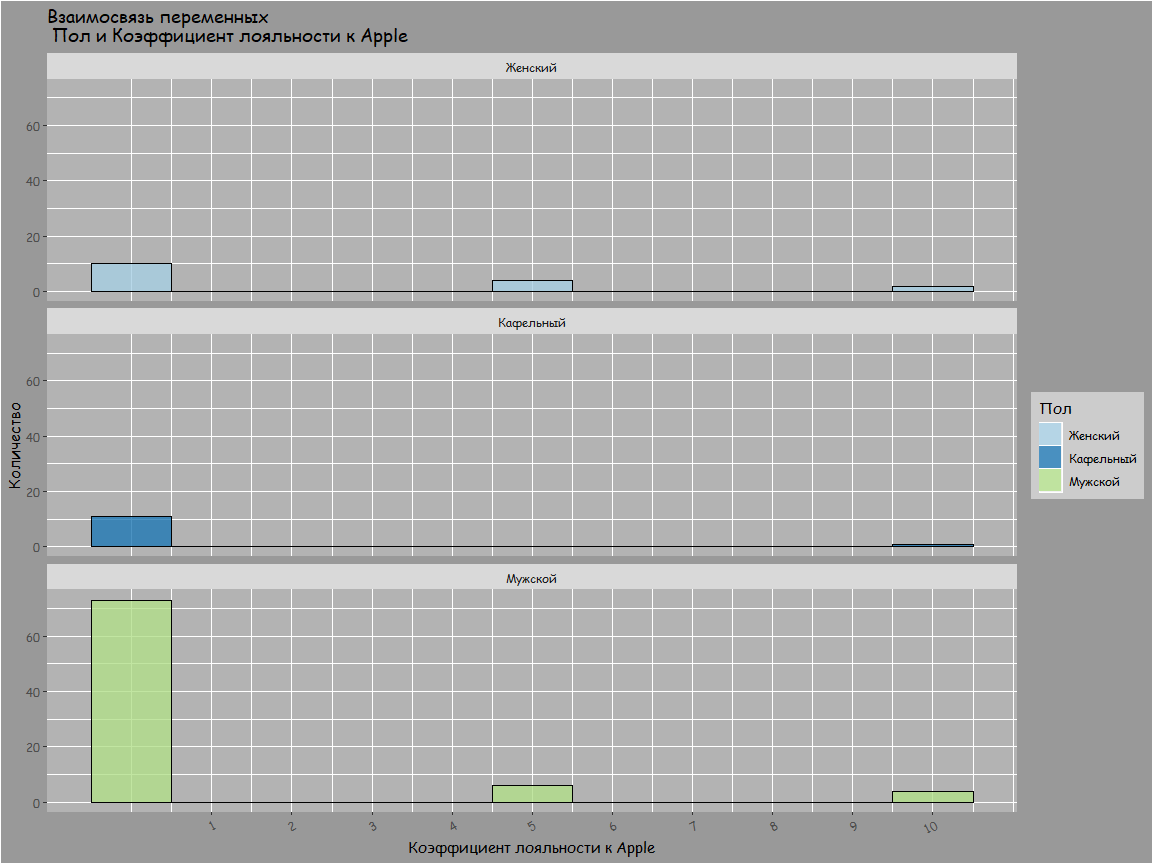 Взаимосвязь переменных
Пол и Коэффициент лояльности к Apple
Женский
60
40
20
0
Кафельный
60
40
20
0
Мужской
60
40
20
0
1 2 3 4 5 6 7 8 9 10
Коэффициент лояльности к Apple
Количество
Пол
Женский
Кафельный
Мужской